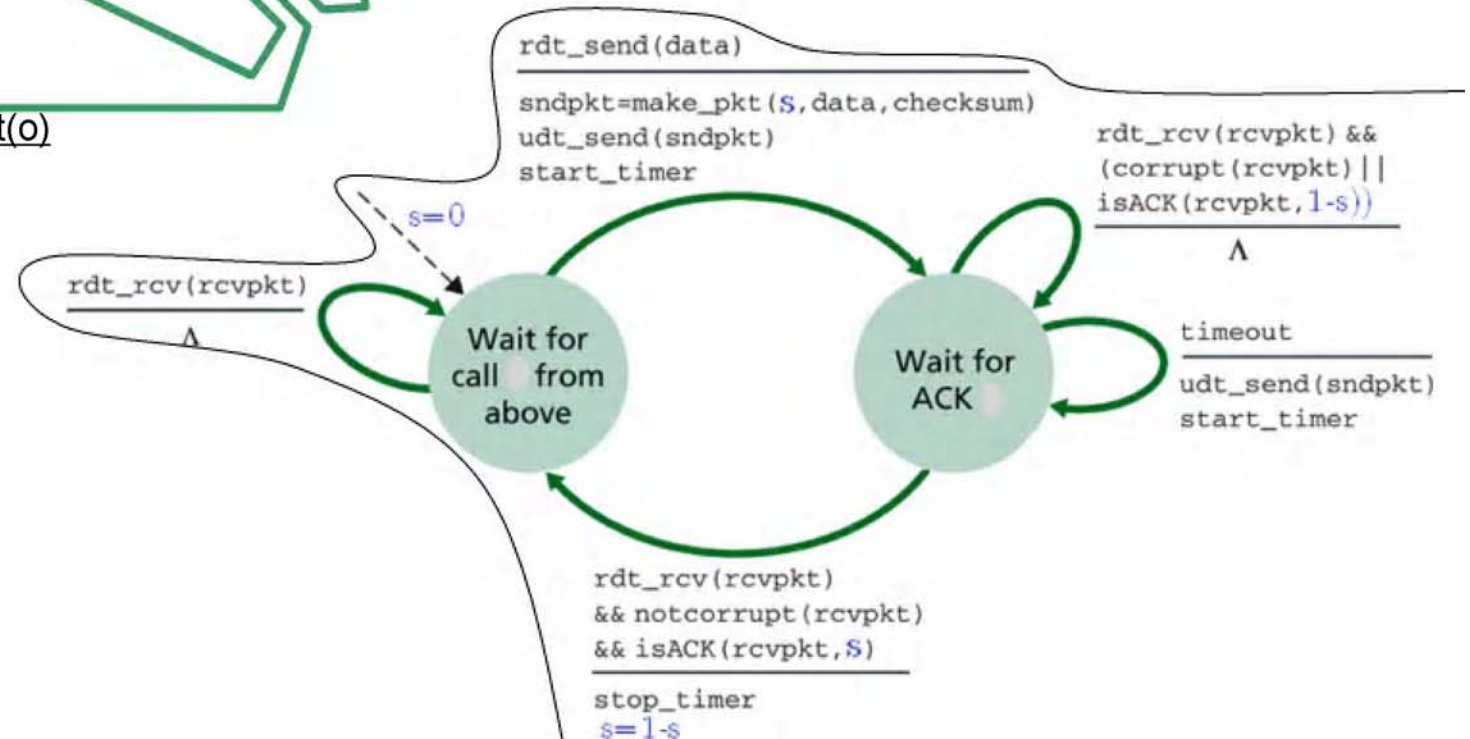 t(o)
rdt_send(data)
sndpkt=make_pkt(s,data,checksum)
udt_send(sndpkt)
start_timer
s=0
rdt_rcv(rcvpkt)
Λ
Wait for
call from
above
rdt_rcv(rcvpkt) &&
(corrupt(rcvpkt)||
isACK(rcvpkt,1-s))
Λ
Wait for
ACK
timeout
udt_send(sndpkt)
start_timer
rdt_rcv(rcvpkt)
&& notcorrupt(rcvpkt)
&& isACK(rcvpkt,s)
stop_timer
s=1-s